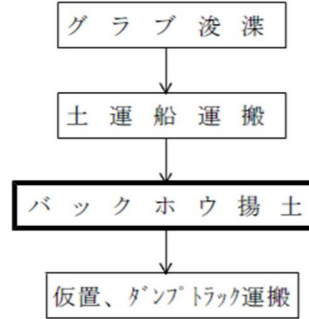 グラブ浚渫
土運船運搬
バックホウ揚土
仮置、ダンプトラック運搬